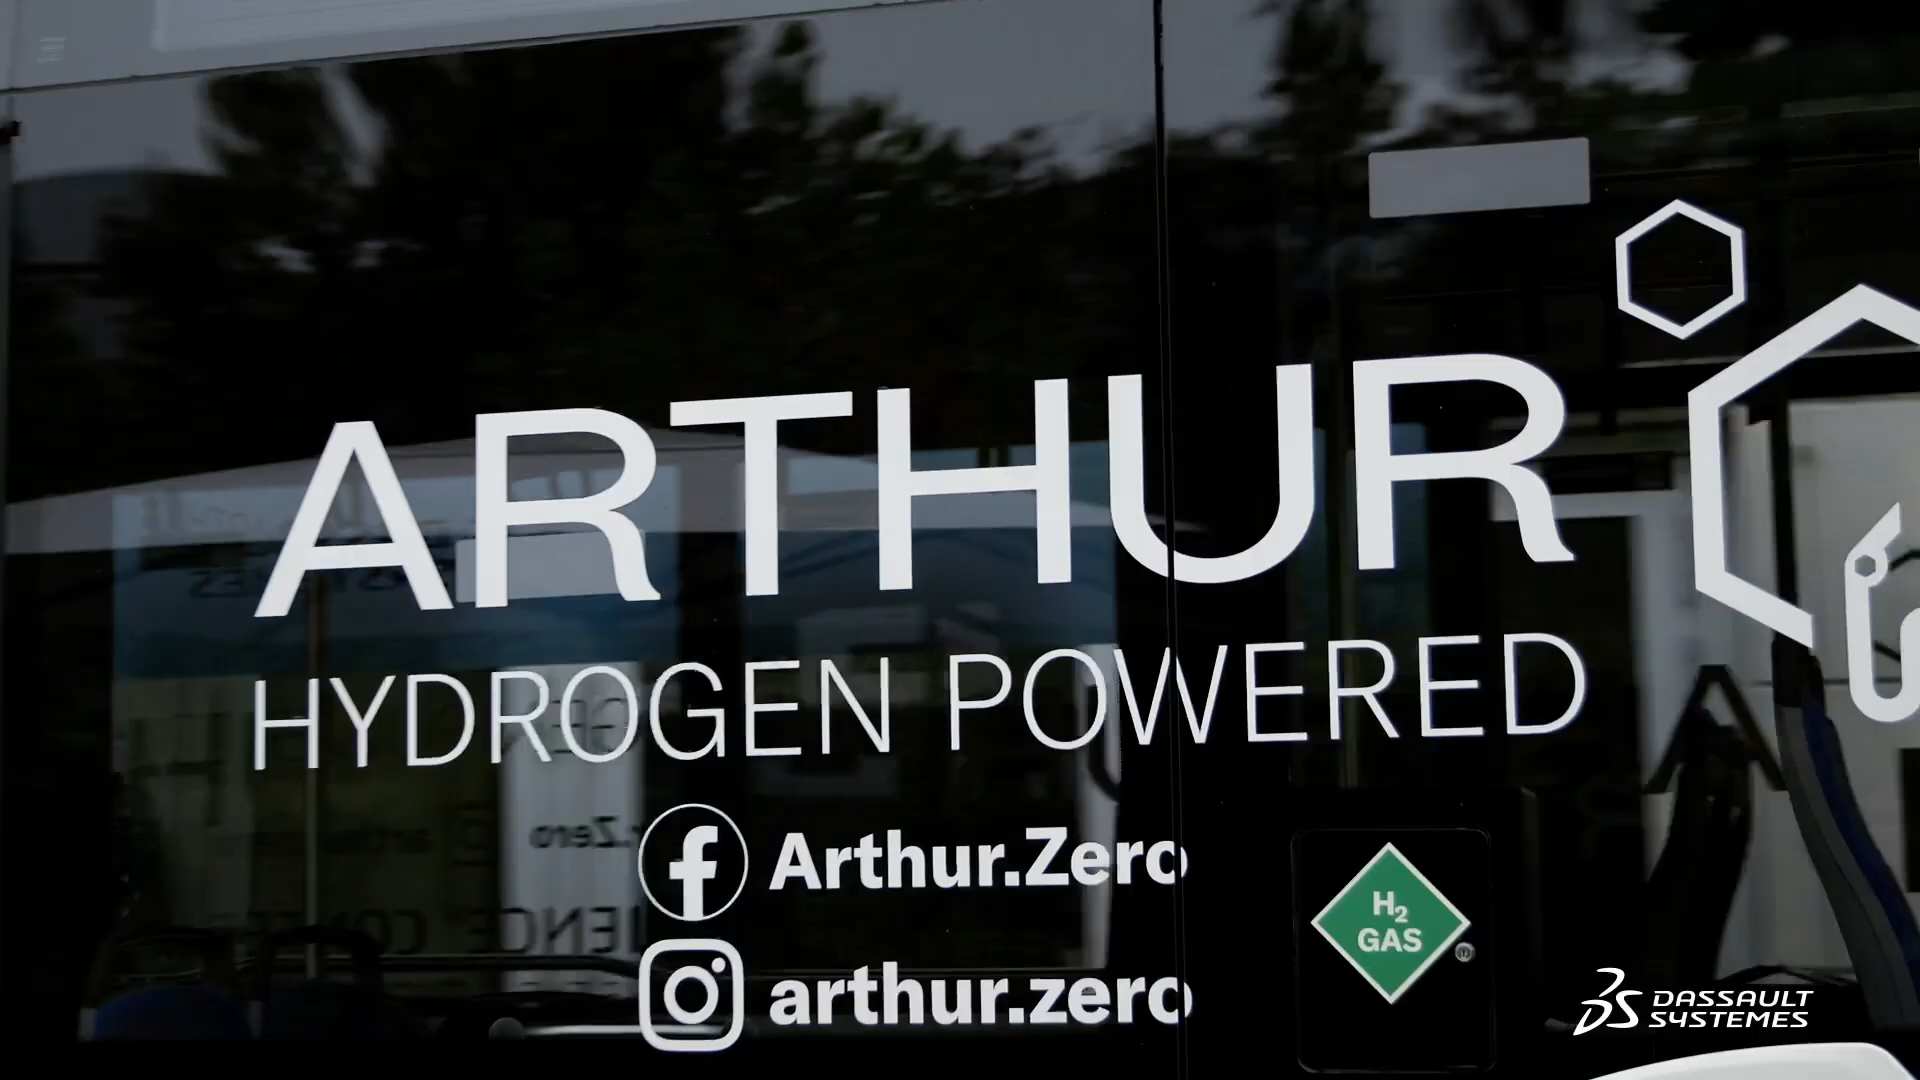 ARTHUR
HYDROGEN POWERED
Arthur.Zero
arthur.zero
H₂
GAS
DASSAULT
SYSTEMES